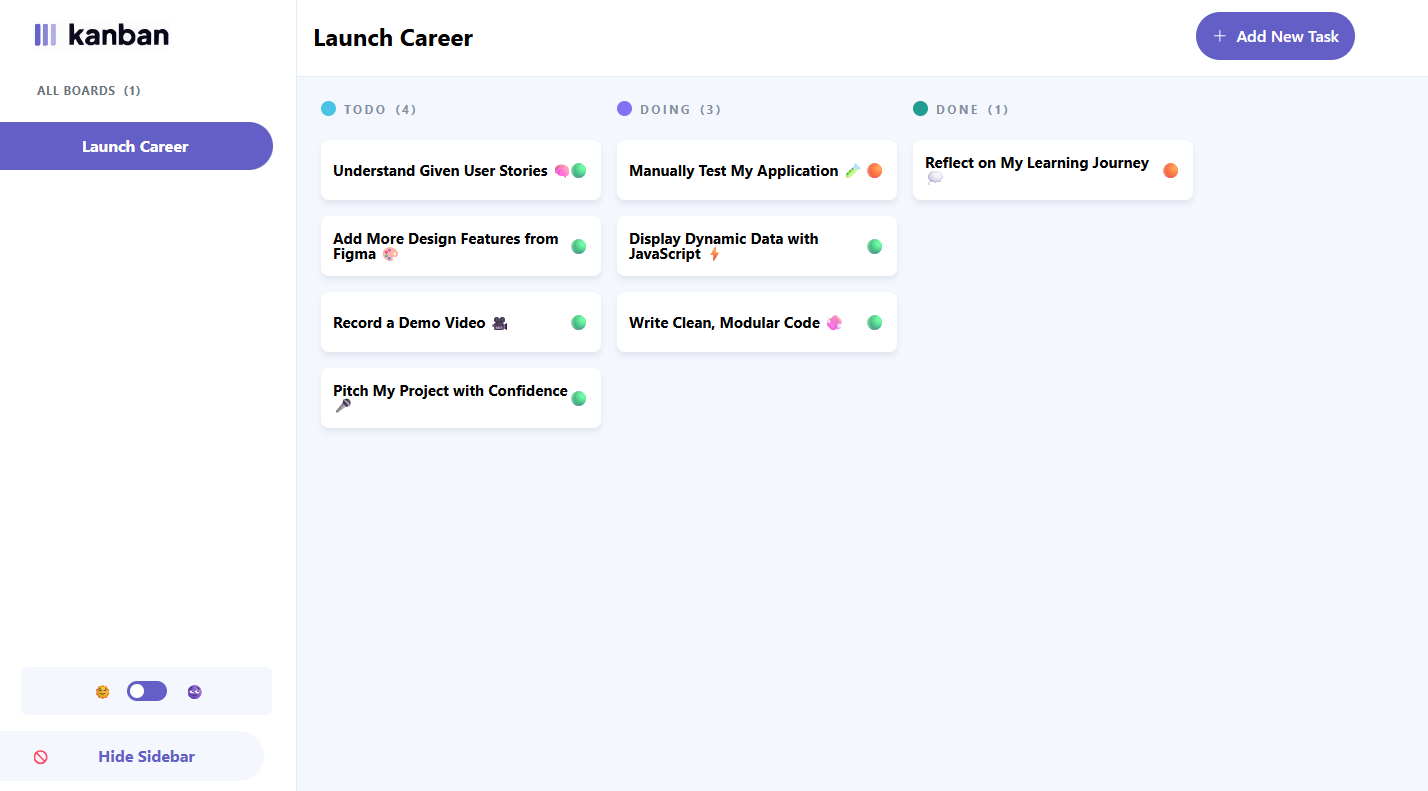 kanban
ALL BOARDS (1)
Launch Career
Hide Sidebar
Launch Career
+ Add New Task
TODO (4)
Understand Given User Stories 🧠
Add More Design Features from
Figma 🎨
Record a Demo Video 🎥
Pitch My Project with Confidence
🎤
DOING (3)
Manually Test My Application 🧪
Display Dynamic Data with
JavaScript ⚡
Write Clean, Modular Code
DONE (1)
Reflect on My Learning Journey
💭